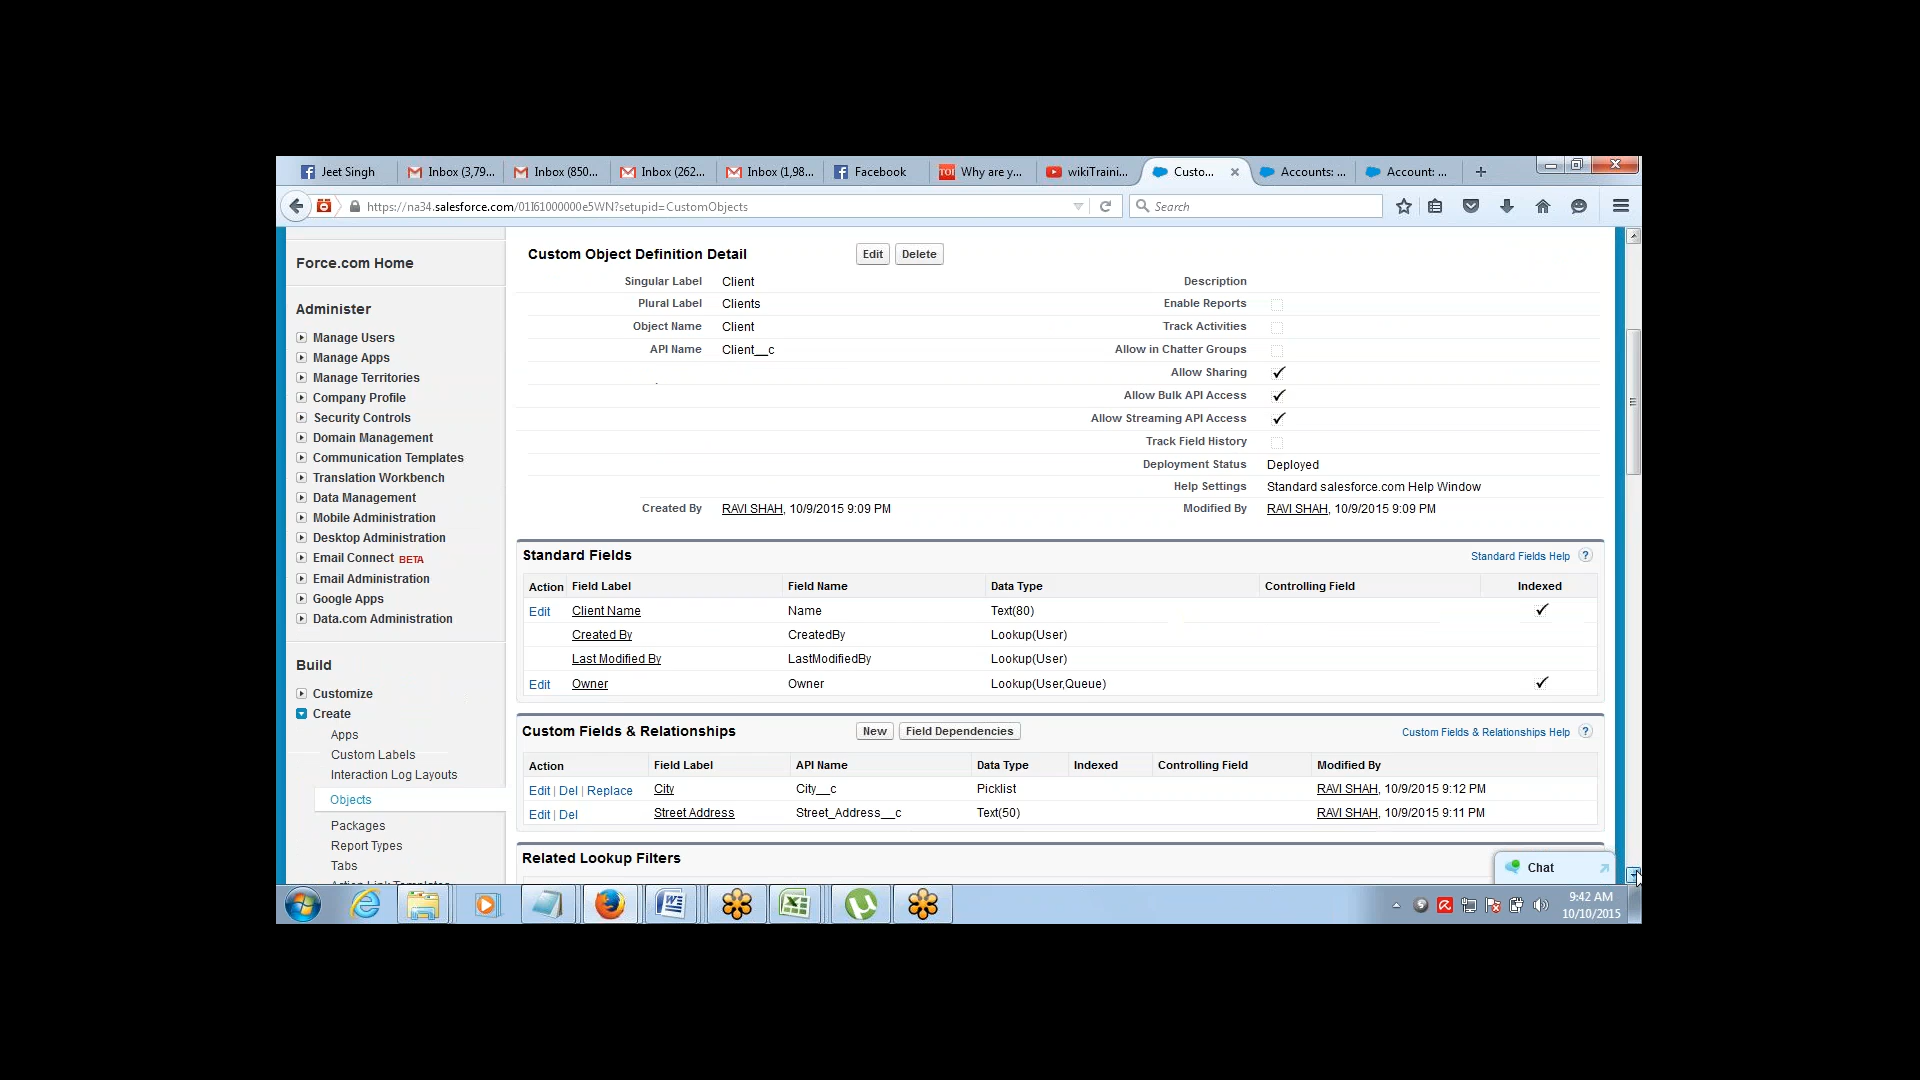 Jeet Singh
Inbox (3,79...
Inbox (850...
Inbox (262...
Inbox (1,98...
Facebook
TOI Why are y...
wikiTraini...
Custo...
Accounts: ...
Account: ...
https://na34.salesforce.com/01I61000000e5WN?setupid=CustomObjects
Search
Force.com Home
Administer
Manage Users
Manage Apps
Manage Territories
Company Profile
Security Controls
Domain Management
Communication Templates
Translation Workbench
Data Management
Mobile Administration
Desktop Administration
Email Connect BETA
Email Administration
Google Apps
Data.com Administration
Build
Customize
Create
Apps
Custom Labels
Interaction Log Layouts
Objects
Packages
Report Types
Tabs
Custom Object Definition Detail Edit Delete
Singular Label Client Description
Plural Label Clients Enable Reports
Object Name Client Track Activities
API Name Client__c Allow in Chatter Groups
Allow Sharing
Allow Bulk API Access
Allow Streaming API Access
Track Field History
Deployment Status Deployed
Help Settings Standard salesforce.com Help Window
Created By RAVI SHAH, 10/9/2015 9:09 PM Modified By RAVI SHAH, 10/9/2015 9:09 PM
Standard Fields Standard Fields Help ?
Action Field Label Field Name Data Type Controlling Field Indexed
Edit Client Name Name Text(80)
Created By CreatedBy Lookup(User)
Last Modified By LastModifiedBy Lookup(User)
Edit Owner Owner Lookup(User,Queue)
Custom Fields & Relationships New Field Dependencies Custom Fields & Relationships Help ?
Action Field Label API Name Data Type Indexed Controlling Field Modified By
Edit | Del | Replace City City__c Picklist RAVI SHAH, 10/9/2015 9:12 PM
Edit | Del Street Address Street_Address__c Text(50) RAVI SHAH, 10/9/2015 9:11 PM
Related Lookup Filters
Chat
9:42 AM
10/10/2015